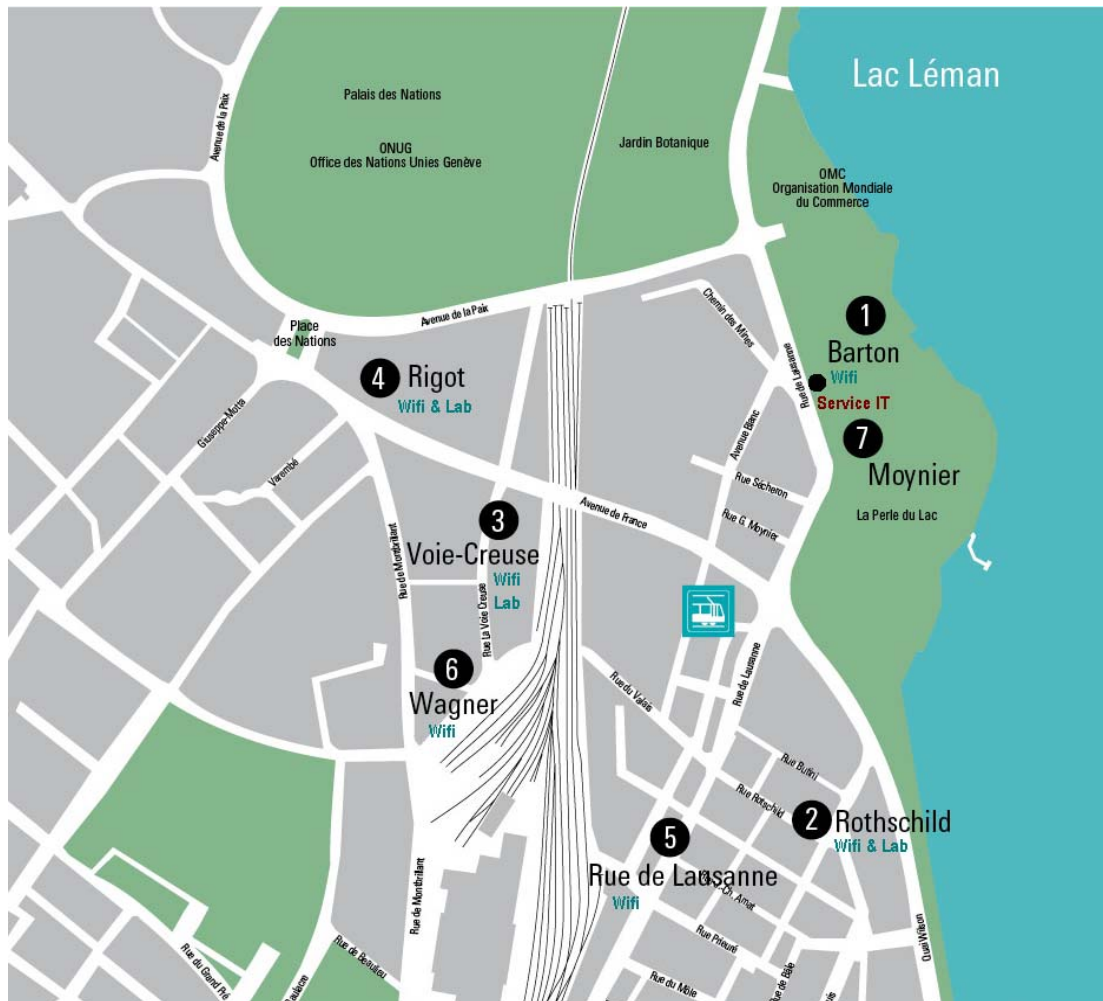 Lac Léman
Palais des Nations
ONUG
Office des Nations Unies Genève
Jardin Botanique
OMC
Organisation Mondiale
du Commerce
Avenue de la Paix
Avenue de la Paix
Place
des Nations
Chemin des Mines
Rue de Lausanne
1
Barton
Wifi
Service IT
4 Rigot
Wifi & Lab
Giuseppe-Motta
Varembé
Avenue Blanc
7
Moynier
La Perle du Lac
Rue Sécheron
Rue G. Moynier
Avenue de France
3
Voie-Creuse
Wifi
Lab
Rue de Montbrillant
Rue La Voie Creuse
6
Wagner
Wifi
Rue du Valais
Rue de Lausanne
Rue Butini
Rue Rotschild
2 Rothschild
Wifi & Lab
5
Rue de Lausanne
Wifi
Ch. Amat
Rue Prieuré
Rue de Montbrillant
Rue de Beaulieu
Rue du Grand Pré
Rue du Môle
Rue de Bâle
Quai Wilson